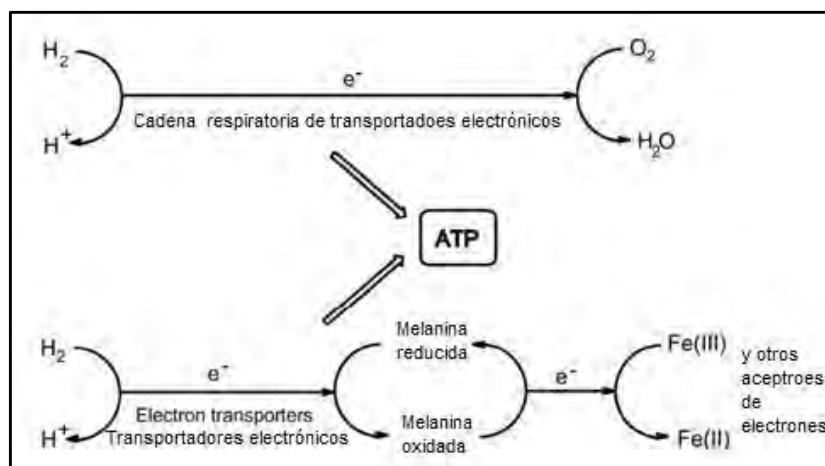 H2
O2
e-
Cadena respiratoria de transportadoes electrónicos
H+
H2O
ATP
H2
e-
Electron transporters
Transportadores electrónicos
H+
Melanina
reducida
Melanina
oxidada
e-
Fe(III)
Fe(II)
y otros
aceptroes
de
electrones